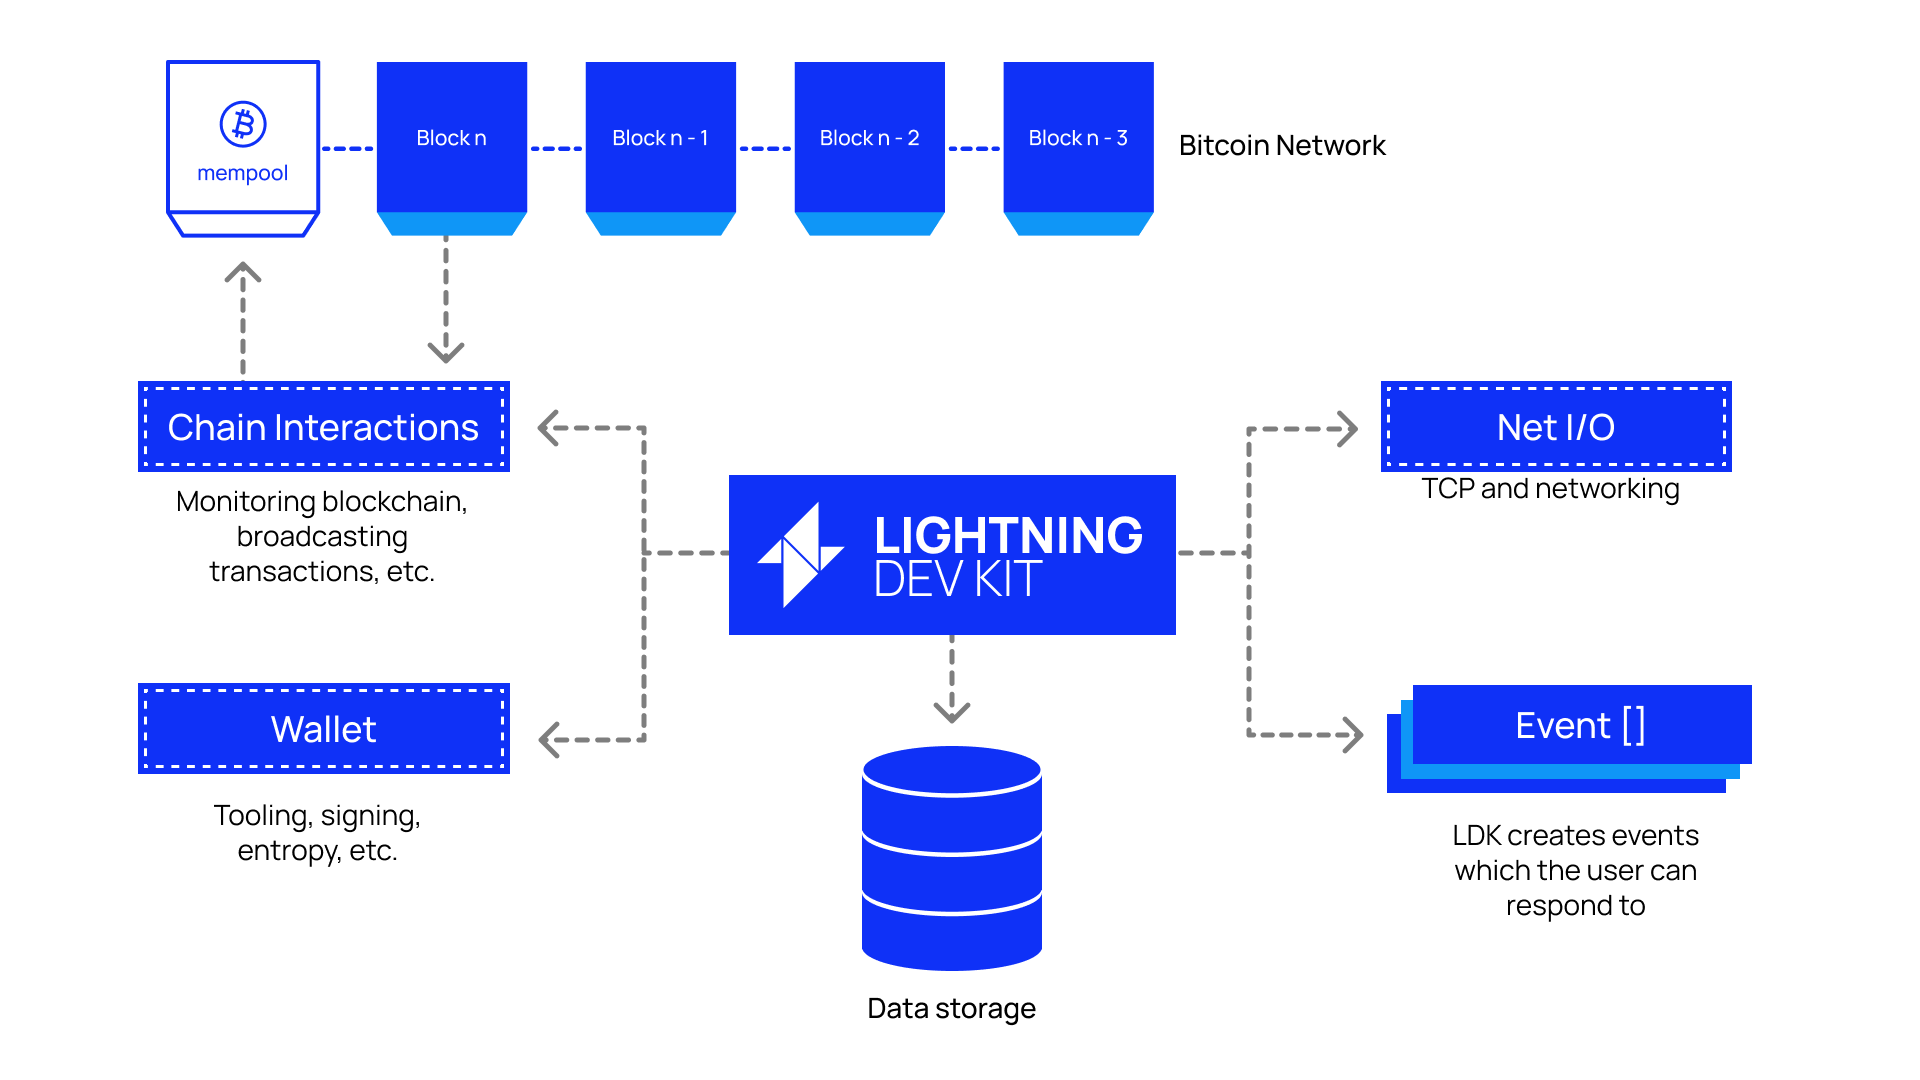 mempool
Block n
Block n - 1
Block n - 2
Block n - 3
Bitcoin Network
Chain Interactions
Monitoring blockchain,
broadcasting
transactions, etc.
Net I/O
TCP and networking
LIGHTNING
DEV KIT
Wallet
Tooling, signing,
entropy, etc.
Event []
LDK creates events
which the user can
respond to
Data storage